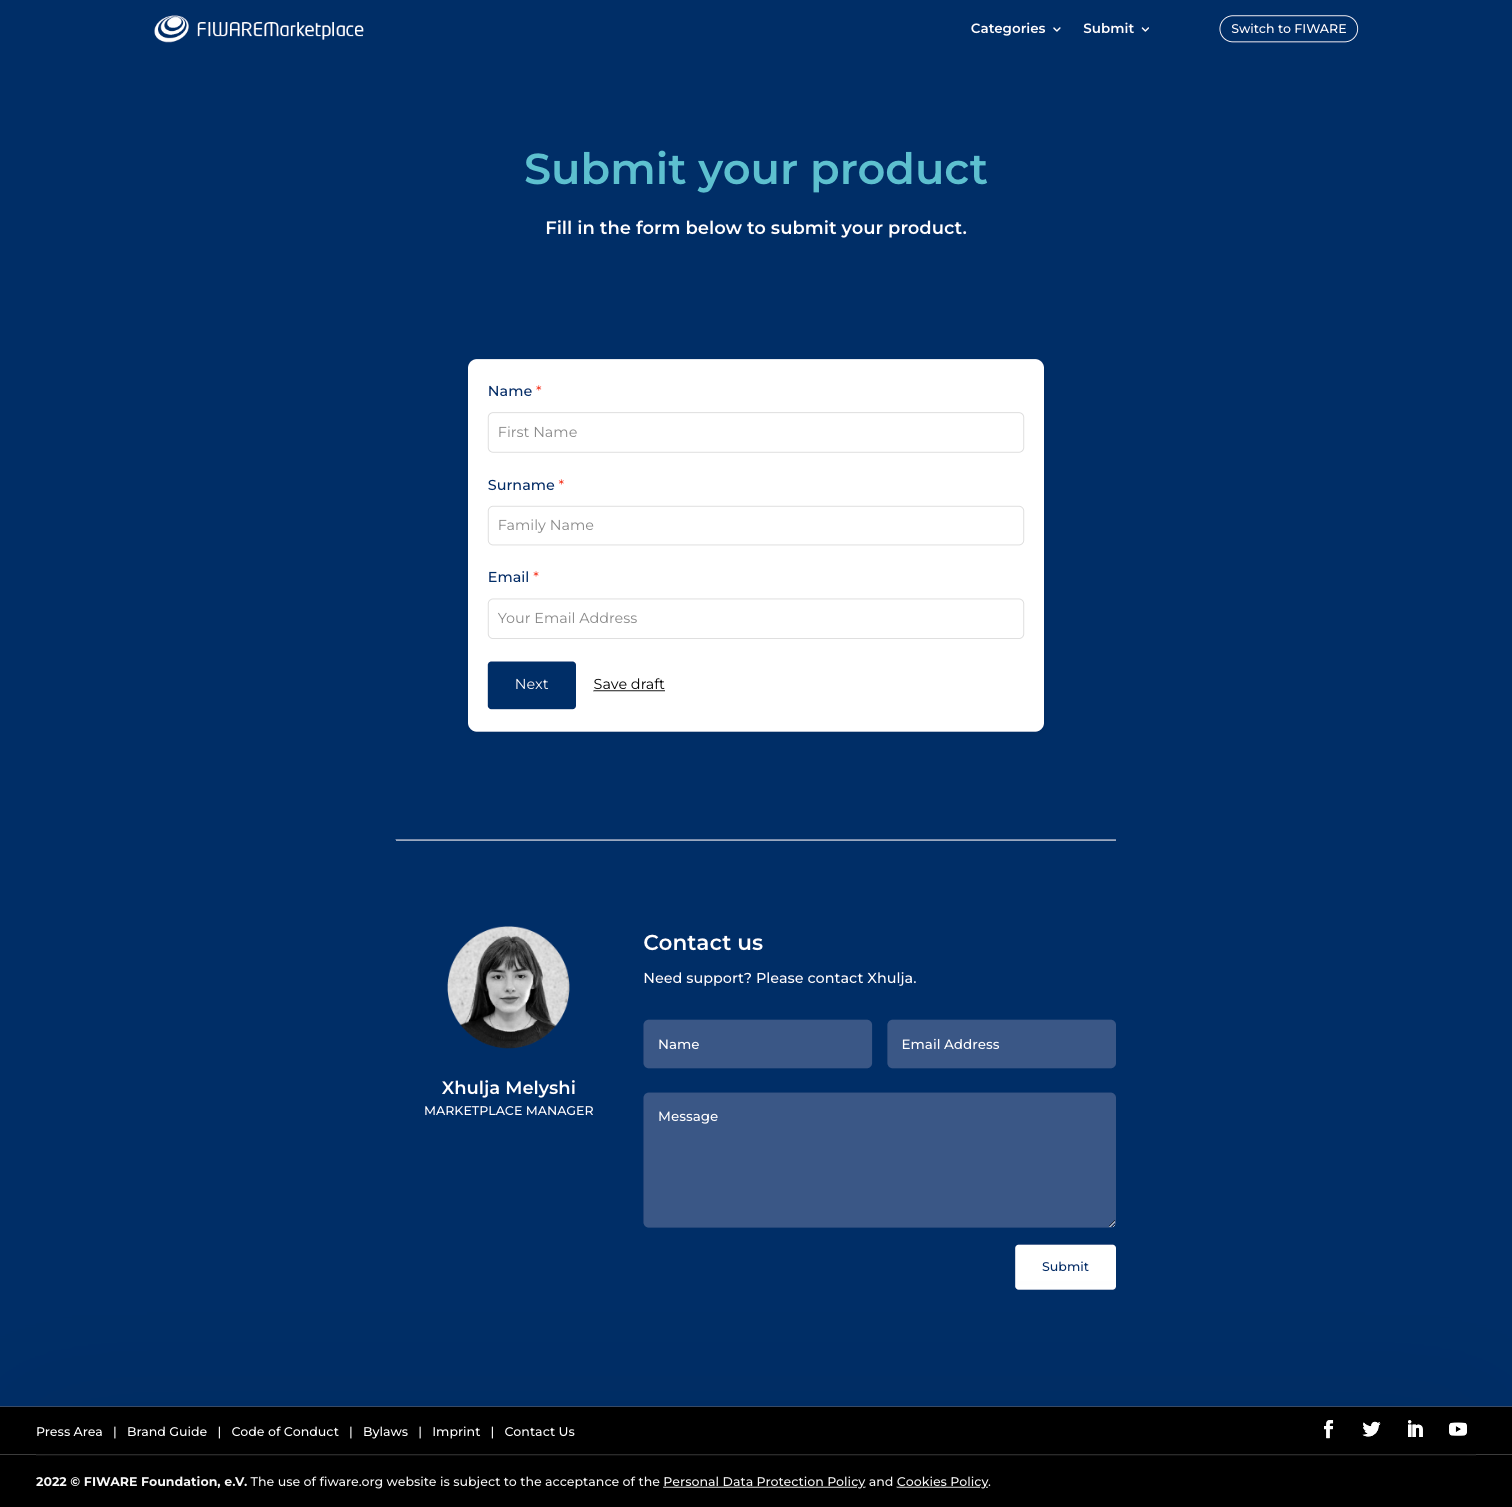 FIWAREMarketplace
Categories
Submit
Switch to FIWARE
Submit your product
Fill in the form below to submit your product.
Name *
First Name
Surname *
Family Name
Email *
Your Email Address
Next
Save draft
Contact us
Need support? Please contact Xhulja.
Name
Email Address
Xhulja Melyshi
MARKETPLACE MANAGER
Message
Submit
Press Area | Brand Guide | Code of Conduct | Bylaws | Imprint | Contact Us
2022 © FIWARE Foundation, e.V. The use of fiware.org website is subject to the acceptance of the Personal Data Protection Policy and Cookies Policy.